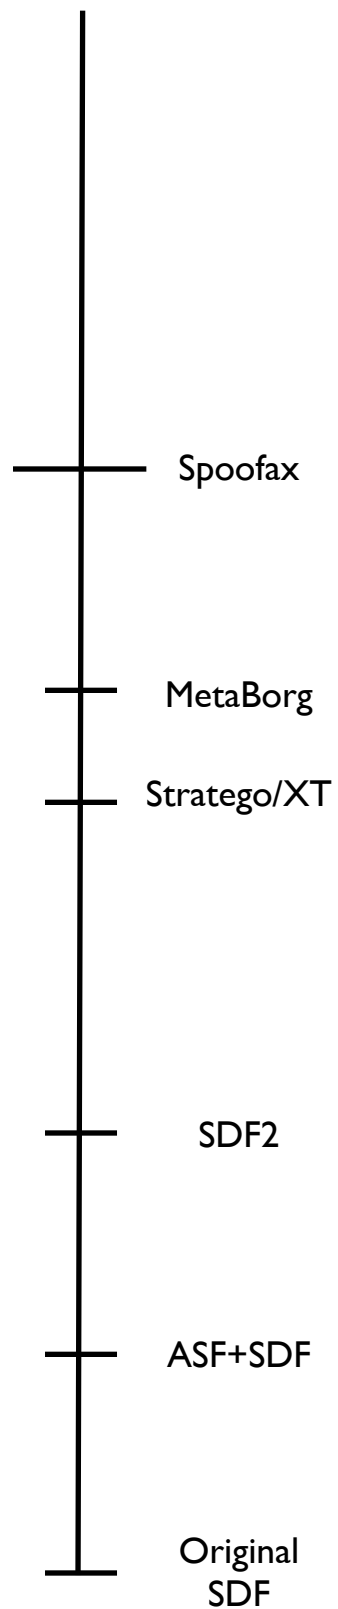 Spoofax
MetaBorg
Stratego/XT
SDF2
ASF+SDF
Original
SDF